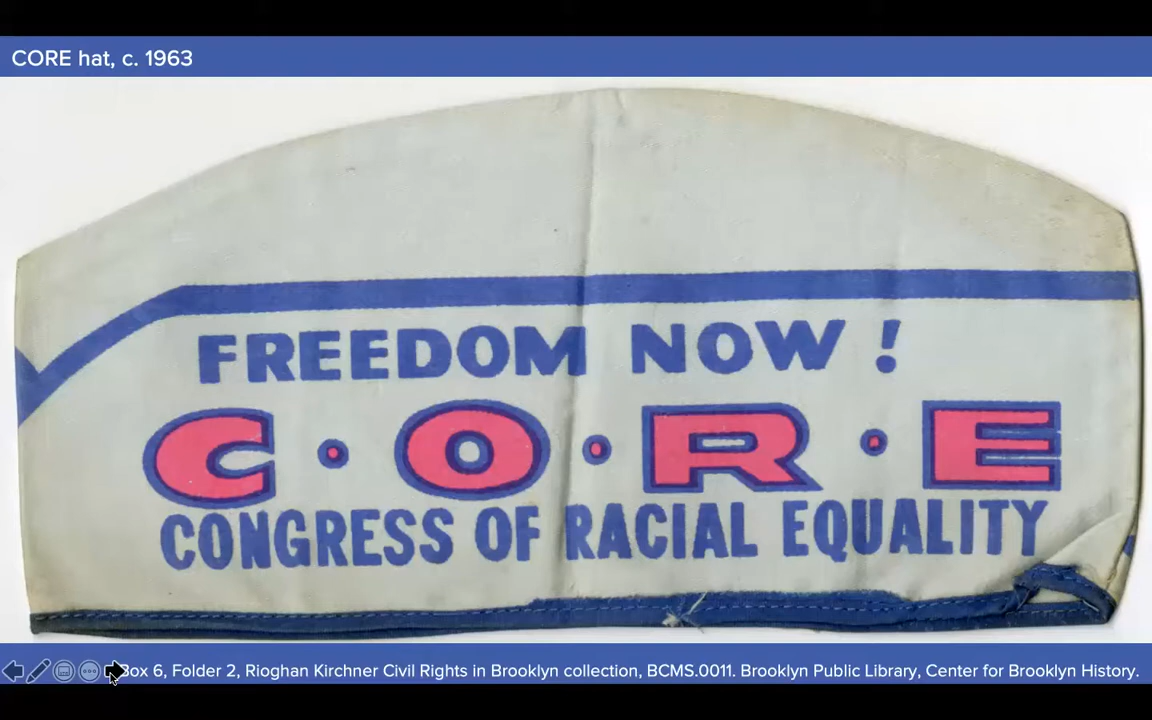 CORE hat, c. 1963
FREEDOM NOW !
C•O•R•E
CONGRESS OF RACIAL EQUALITY
Box 6, Folder 2, Rioghan Kirchner Civil Rights in Brooklyn collection, BCMS.0011. Brooklyn Public Library, Center for Brooklyn History.